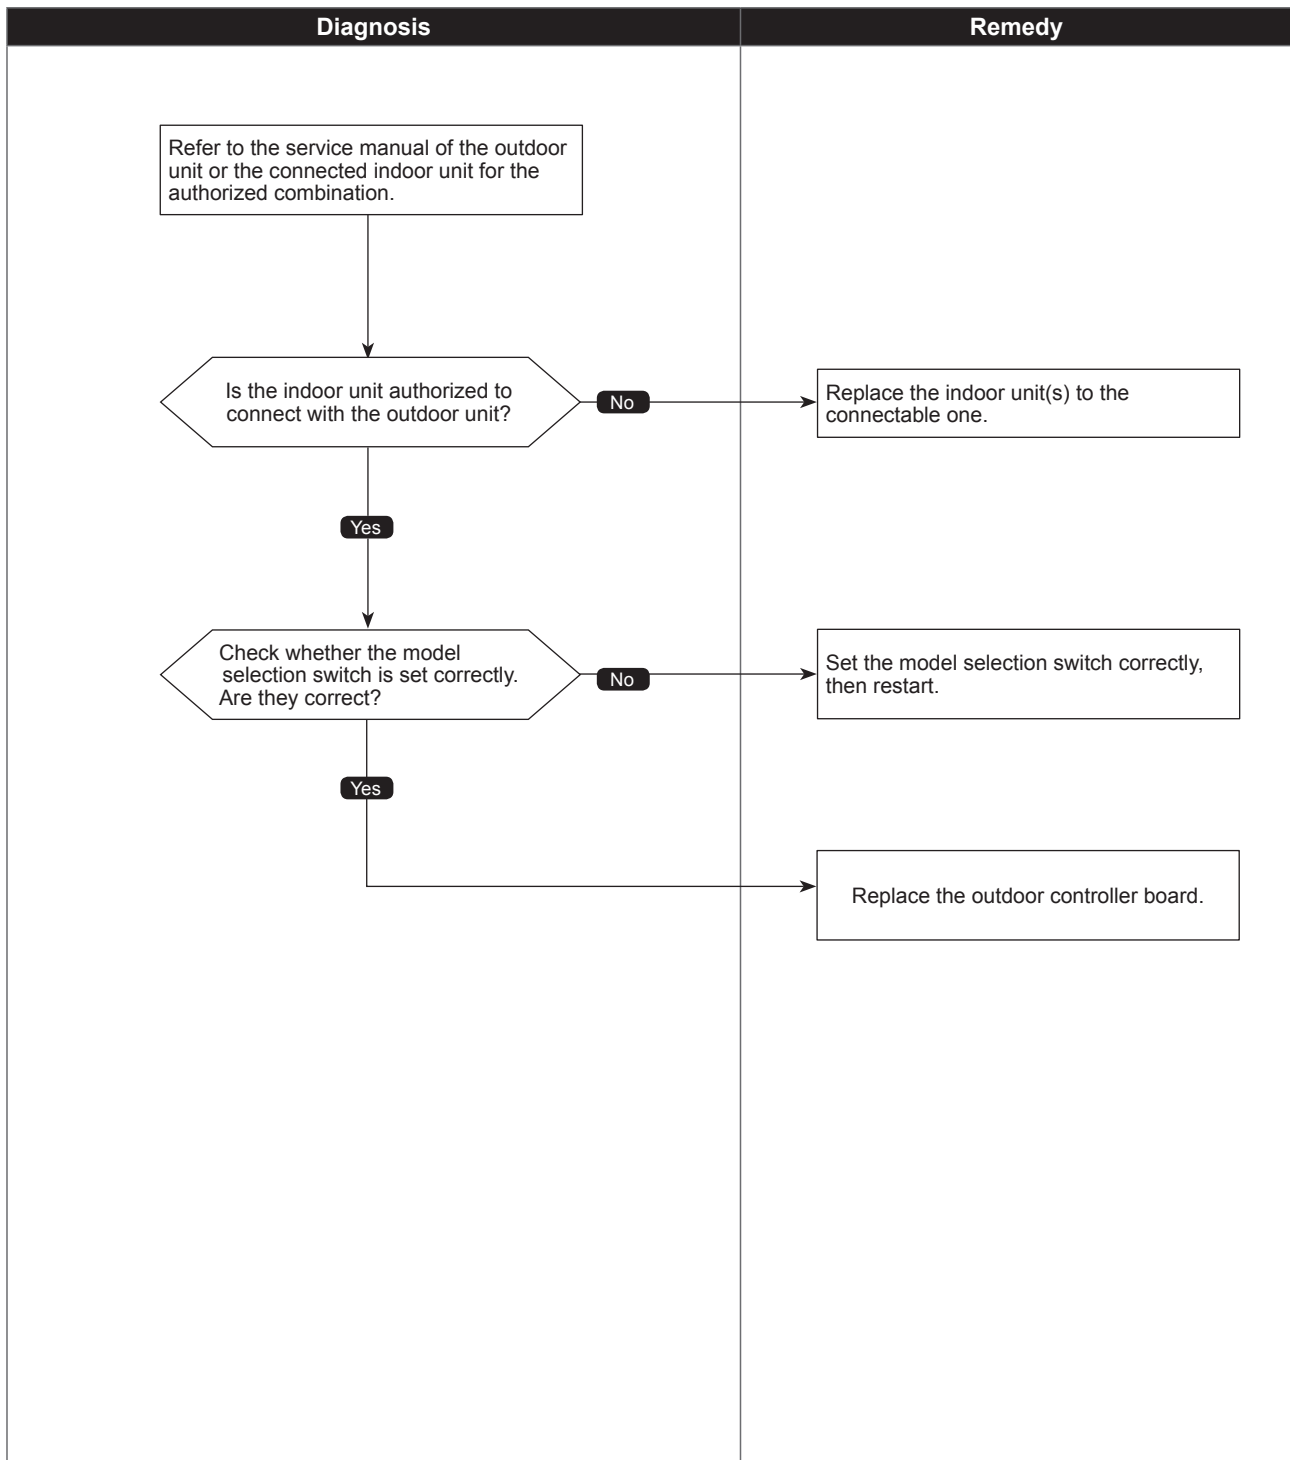 Diagnosis
Remedy
Refer to the service manual of the outdoor
unit or the connected indoor unit for the
authorized combination.
Is the indoor unit authorized to
connect with the outdoor unit?
No
Replace the indoor unit(s) to the
connectable one.
Yes
Check whether the model
selection switch is set correctly.
Are they correct?
No
Set the model selection switch correctly,
then restart.
Yes
Replace the outdoor controller board.